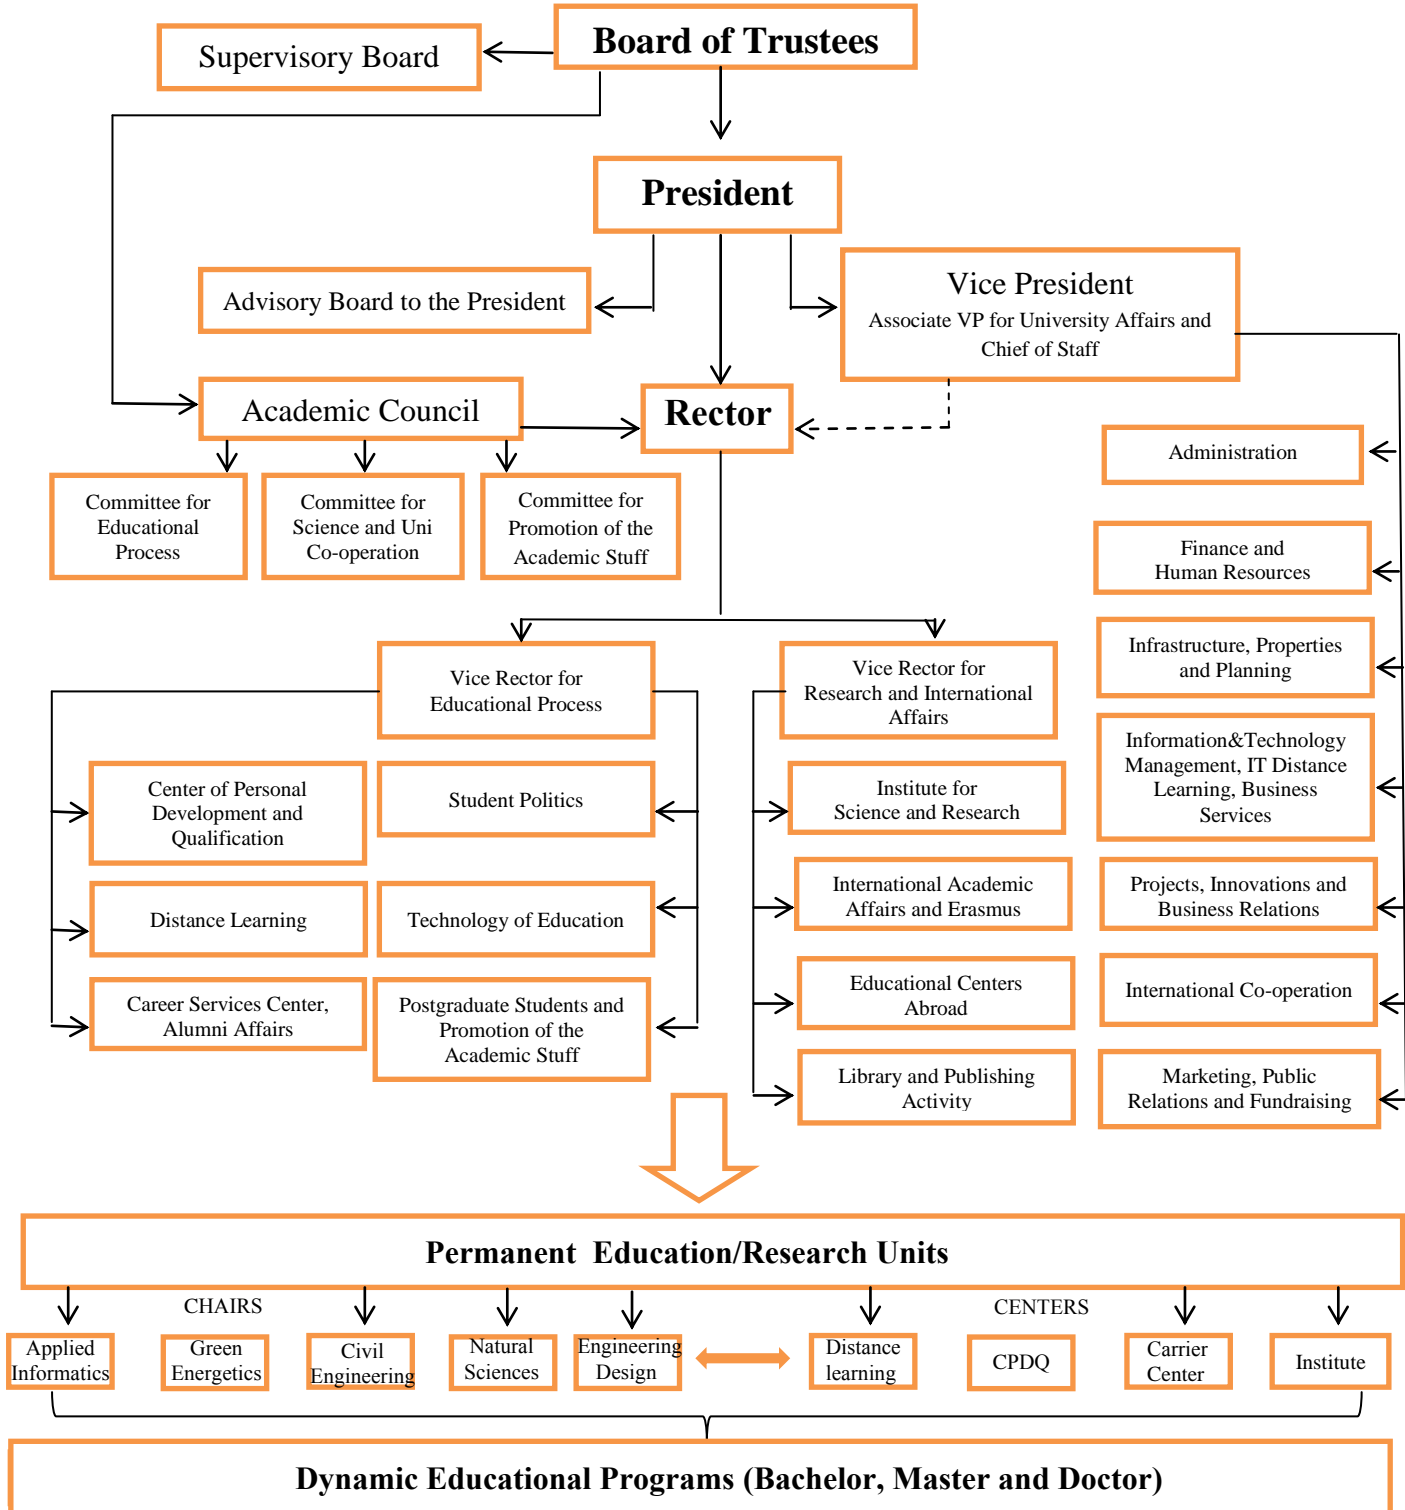 Board of Trustees
Supervisory Board
President
Advisory Board to the President
Vice President
Associate VP for University Affairs and
Chief of Staff
Academic Council
Rector
Administration
Committee for
Educational
Process
Committee for
Science and Uni
Co-operation
Committee for
Promotion of the
Academic Stuff
Finance and
Human Resources
Infrastructure, Properties
and Planning
Vice Rector for
Educational Process
Vice Rector for
Research and International
Affairs
Information&Technology
Management, IT Distance
Learning, Business
Services
Center of Personal
Development and
Qualification
Student Politics
Institute for
Science and Research
Distance Learning
Technology of Education
International Academic
Affairs and Erasmus
Projects, Innovations and
Business Relations
Career Services Center,
Alumni Affairs
Postgraduate Students and
Promotion of the
Academic Stuff
Educational Centers
Abroad
International Co-operation
Library and Publishing
Activity
Marketing, Public
Relations and Fundraising
Permanent Education/Research Units
CHAIRS
CENTERS
Applied
Informatics
Green
Energetics
Civil
Engineering
Natural
Sciences
Engineering
Design
Distance
learning
CPDQ
Carrier
Center
Institute
Dynamic Educational Programs (Bachelor, Master and Doctor)